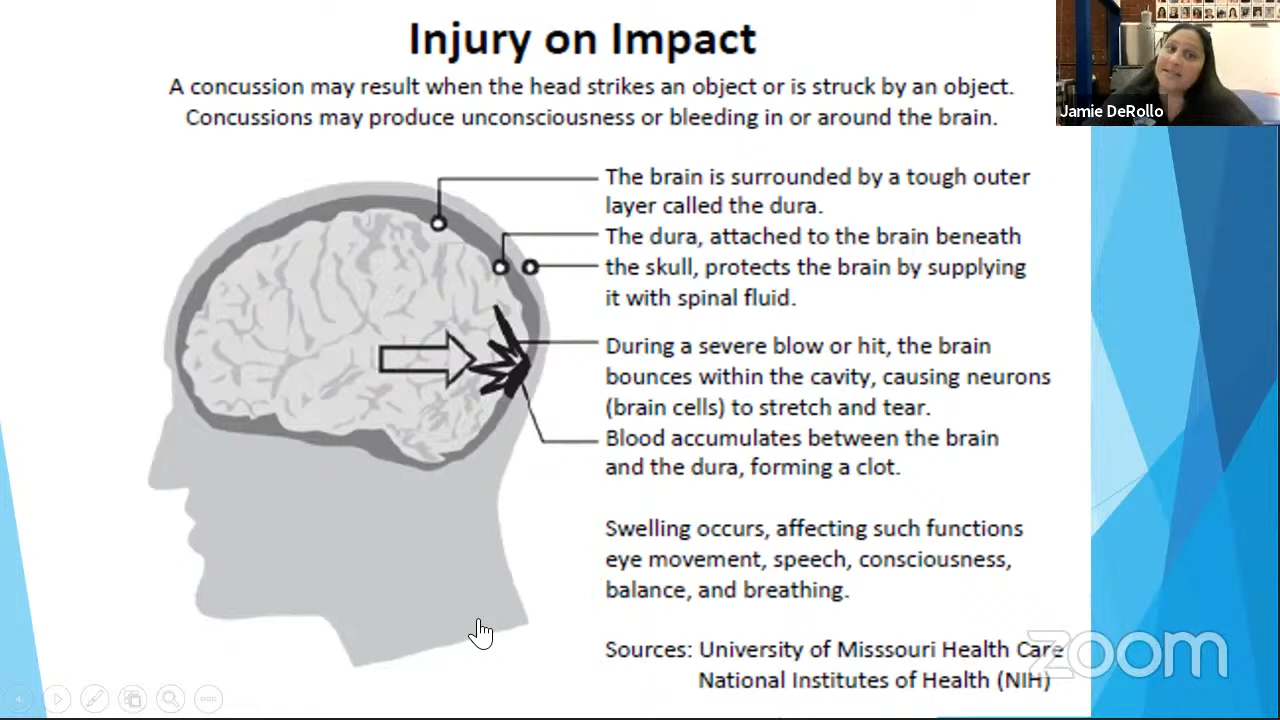 Injury on Impact
A concussion may result when the head strikes an object or is struck by an object.
Concussions may produce unconsciousness or bleeding in or around the brain.
Jamie DeRollo
The brain is surrounded by a tough outer
layer called the dura.
The dura, attached to the brain beneath
the skull, protects the brain by supplying
it with spinal fluid.
During a severe blow or hit, the brain
bounces within the cavity, causing neurons
(brain cells) to stretch and tear.
Blood accumulates between the brain
and the dura, forming a clot.
Swelling occurs, affecting such functions
eye movement, speech, consciousness,
balance, and breathing.
Sources: University of Misssouri Health Care
National Institutes of Health (NIH)
zoom